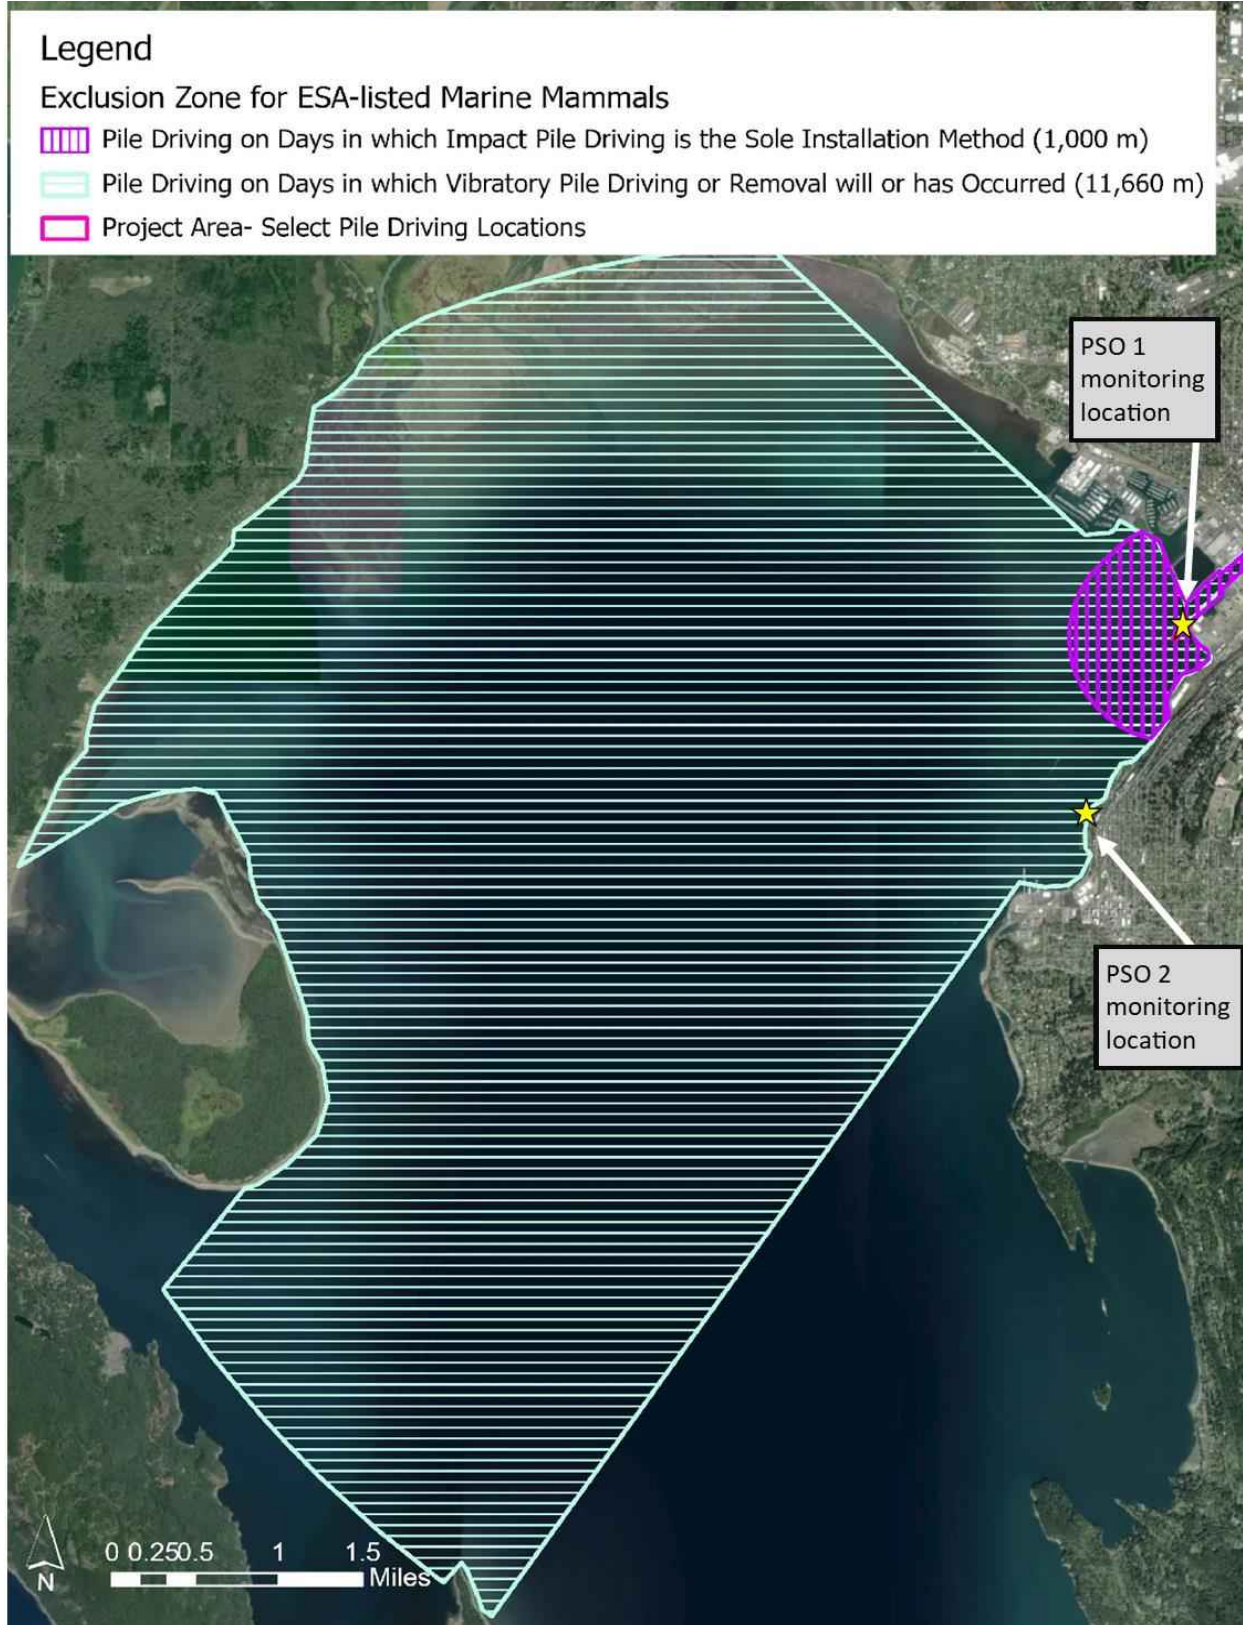 Legend
Exclusion Zone for ESA-listed Marine Mammals
Pile Driving on Days in which Impact Pile Driving is the Sole Installation Method (1,000 m)
Pile Driving on Days in which Vibratory Pile Driving or Removal will or has Occurred (11,660 m)
Project Area- Select Pile Driving Locations
PSO 1
monitoring
location
PSO 2
monitoring
location
N
0 0.250.5 1 1.5
Miles